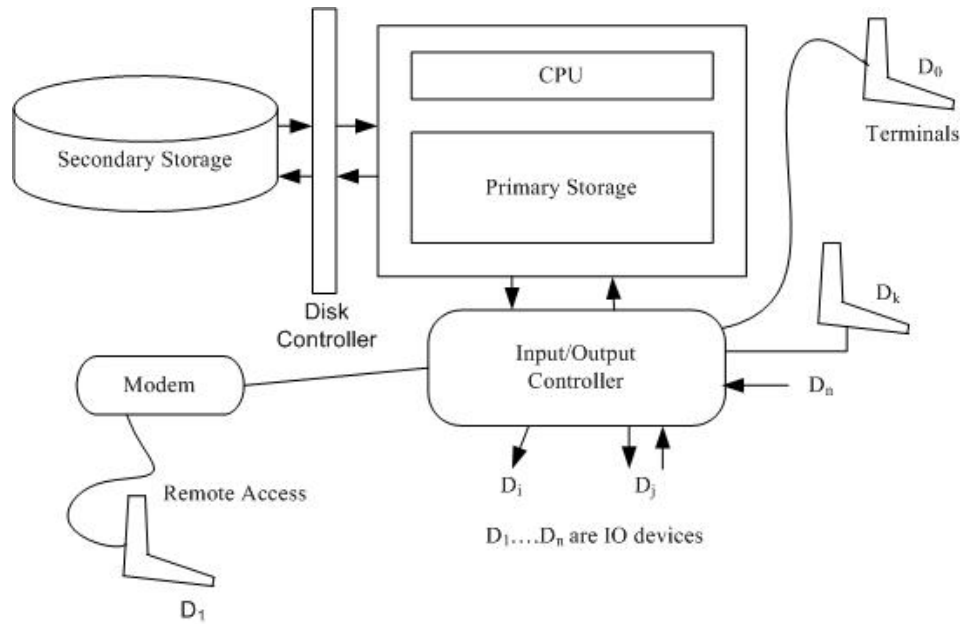 CPU
D₀
Terminals
Secondary Storage
Primary Storage
Disk
Controller
Dₖ
Input/Output
Controller
Modem
Dₙ
Remote Access
Dᵢ
Dⱼ
D₁....Dₙ are IO devices
D₁